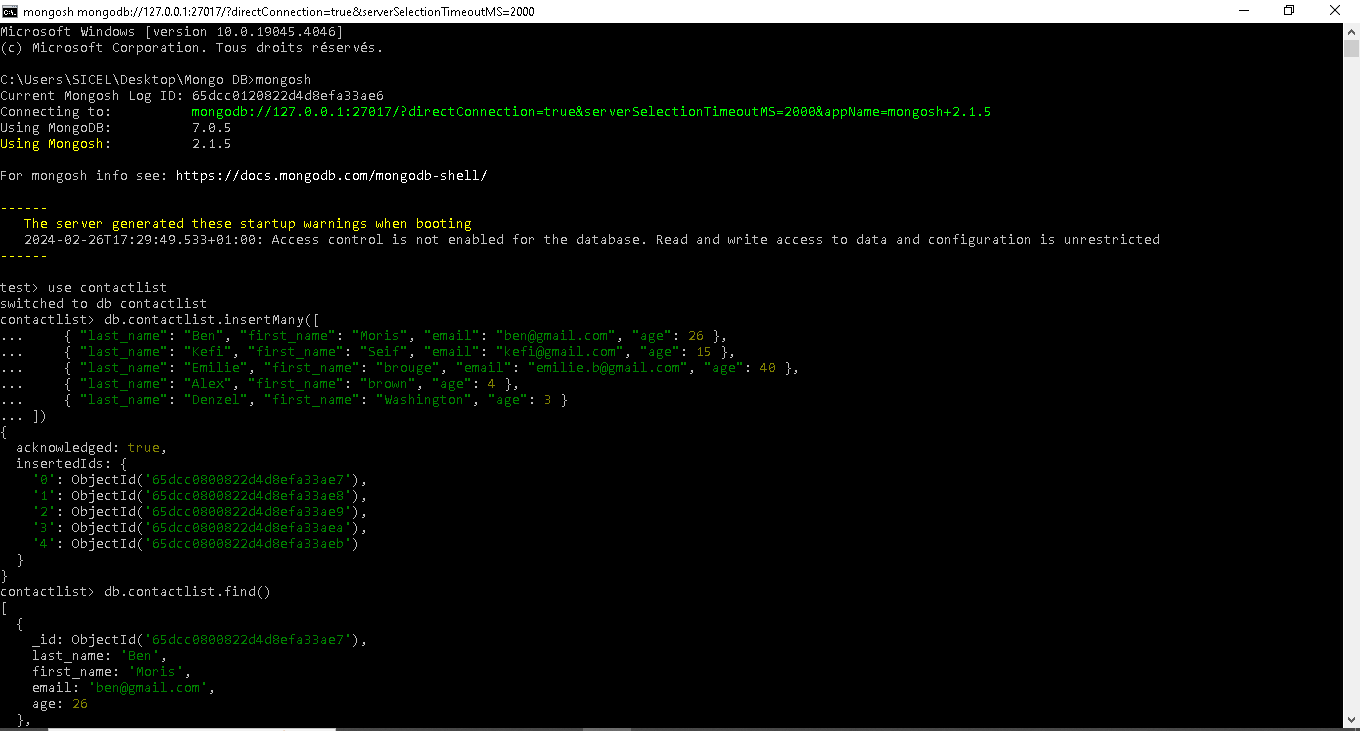 mongosh mongodb://127.0.0.1:27017/?directConnection=true&serverSelectionTimeoutMS=2000
Microsoft Windows [version 10.0.19045.4046]
(c) Microsoft Corporation. Tous droits réservés.
C:\Users\SICEL\Desktop\Mongo DB>mongosh
Current Mongosh Log ID: 65dcc0120822d4d8efa33ae6
Connecting to:          mongodb://127.0.0.1:27017/?directConnection=true&serverSelectionTimeoutMS=2000&appName=mongosh+2.1.5
Using MongoDB:          7.0.5
Using Mongosh:          2.1.5
For mongosh info see: https://docs.mongodb.com/mongodb-shell/
------
   The server generated these startup warnings when booting
   2024-02-26T17:29:49.533+01:00: Access control is not enabled for the database. Read and write access to data and configuration is unrestricted
------
test> use contactlist
switched to db contactlist
contactlist> db.contactlist.insertMany([
...     { "last_name": "Ben", "first_name": "Moris", "email": "ben@gmail.com", "age": 26 },
...     { "last_name": "Kefi", "first_name": "Seif", "email": "kefi@gmail.com", "age": 15 },
...     { "last_name": "Emilie", "first_name": "brouge", "email": "emilie.b@gmail.com", "age": 40 },
...     { "last_name": "Alex", "first_name": "brown", "age": 4 },
...     { "last_name": "Denzel", "first_name": "Washington", "age": 3 }
... ])
{
  acknowledged: true,
  insertedIds: {
    '0': ObjectId('65dcc0800822d4d8efa33ae7'),
    '1': ObjectId('65dcc0800822d4d8efa33ae8'),
    '2': ObjectId('65dcc0800822d4d8efa33ae9'),
    '3': ObjectId('65dcc0800822d4d8efa33aea'),
    '4': ObjectId('65dcc0800822d4d8efa33aeb')
  }
}
contactlist> db.contactlist.find()
[
  {
    _id: ObjectId('65dcc0800822d4d8efa33ae7'),
    last_name: 'Ben',
    first_name: 'Moris',
    email: 'ben@gmail.com',
    age: 26
  },